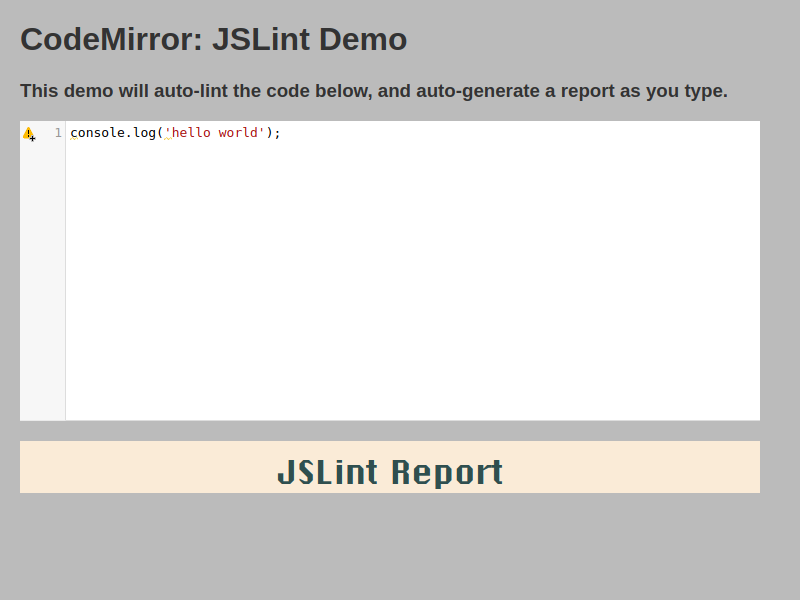 CodeMirror: JSLint Demo
This demo will auto-lint the code below, and auto-generate a report as you type.
1 console.log('hello world');
JSLint Report